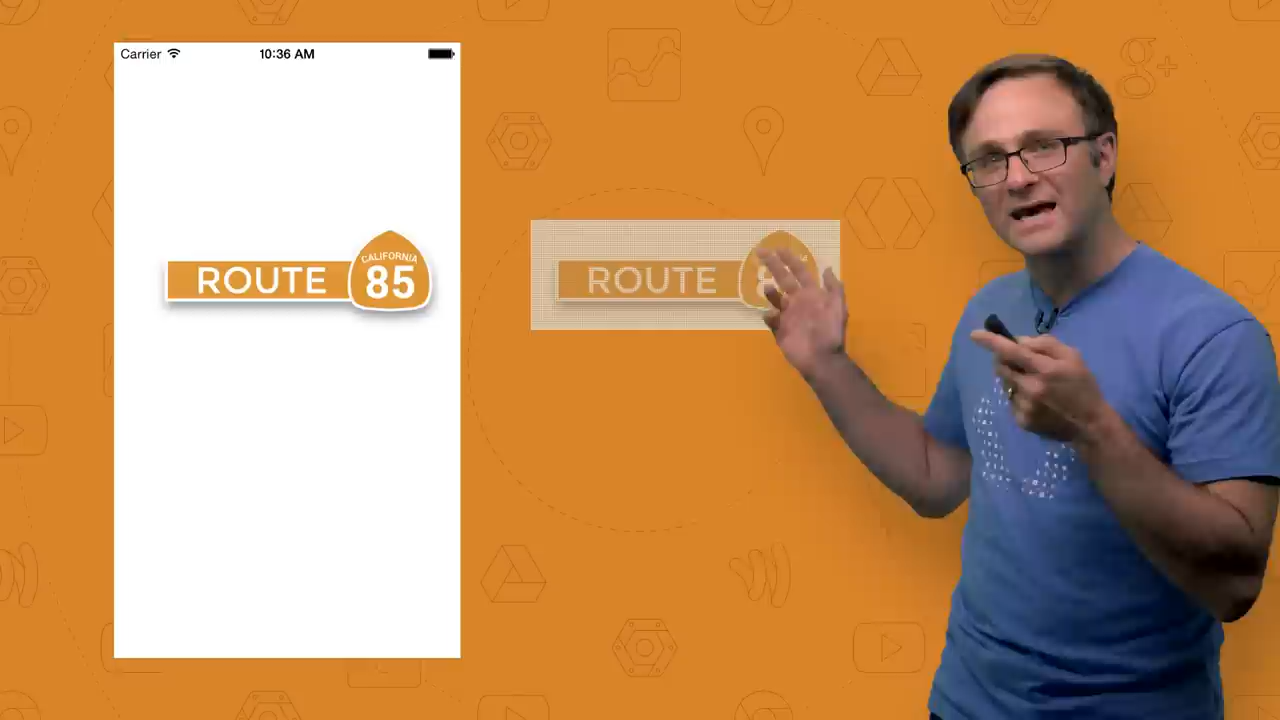 Carrier 10:36 AM
CALIFORNIA
ROUTE 85
ROUTE
g+